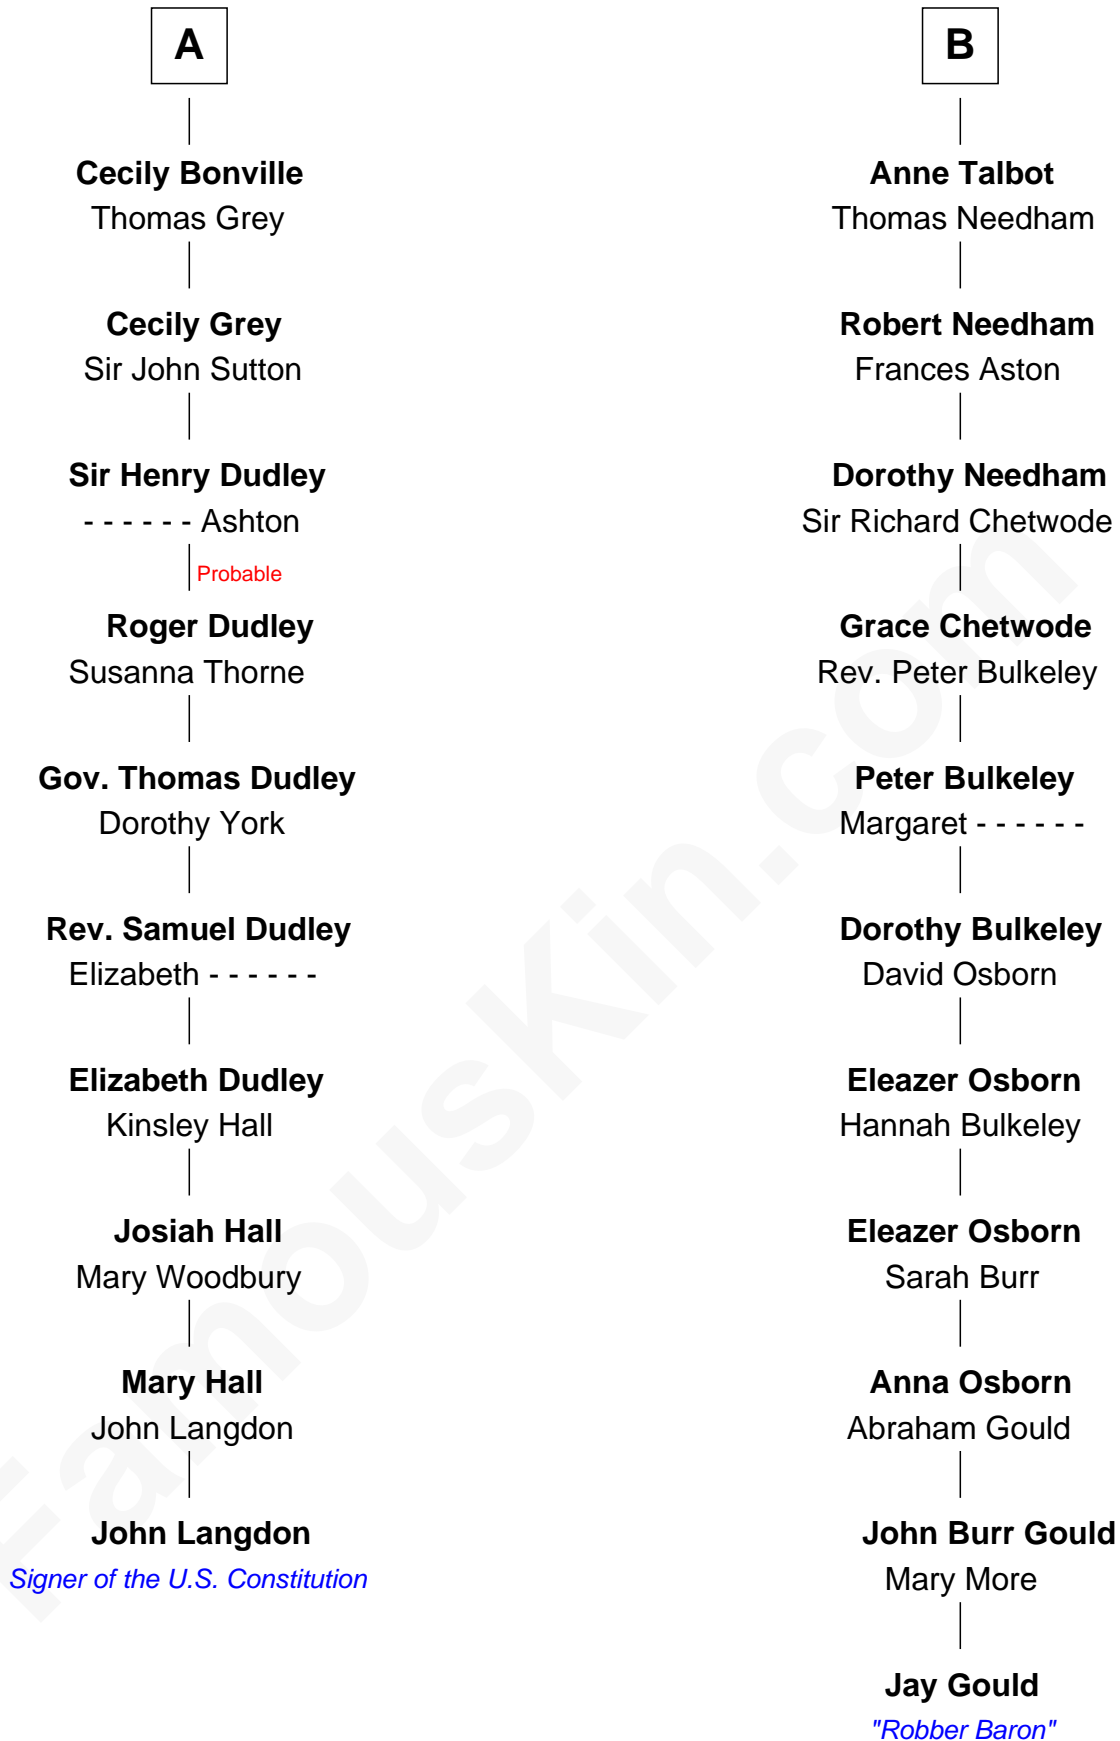 A
Cecily Bonville
Thomas Grey
Cecily Grey
Sir John Sutton
Sir Henry Dudley
- - - - - - Ashton
Probable
Roger Dudley
Susanna Thorne
Gov. Thomas Dudley
Dorothy York
Rev. Samuel Dudley
Elizabeth - - - - - -
Elizabeth Dudley
Kinsley Hall
Josiah Hall
Mary Woodbury
Mary Hall
John Langdon
John Langdon
Signer of the U.S. Constitution
B
Anne Talbot
Thomas Needham
Robert Needham
Frances Aston
Dorothy Needham
Sir Richard Chetwode
Grace Chetwode
Rev. Peter Bulkeley
Peter Bulkeley
Margaret - - - - - -
Dorothy Bulkeley
David Osborn
Eleazer Osborn
Hannah Bulkeley
Eleazer Osborn
Sarah Burr
Anna Osborn
Abraham Gould
John Burr Gould
Mary More
Jay Gould
"Robber Baron"
FamousKin.com